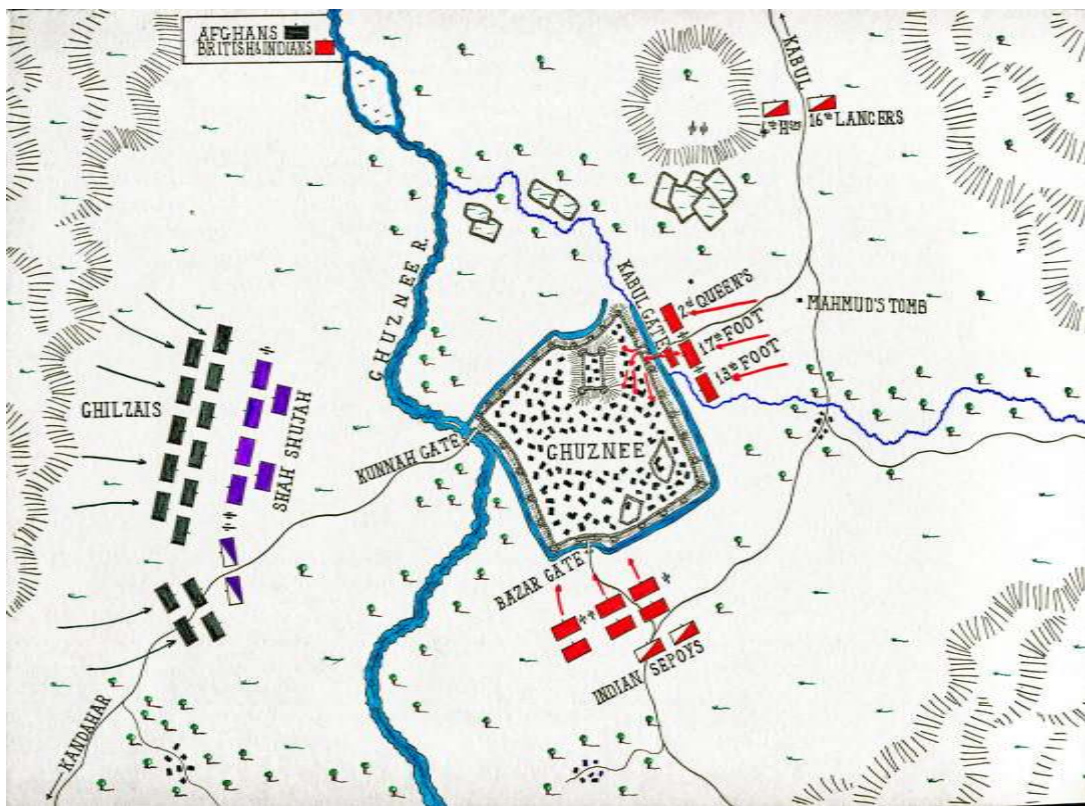 AFGHANS
BRITISH & INDIANS
KABUL
4TH HSSR
16TH LANCERS
GHUZNEE R.
KABUL GATE
2ND QUEEN'S
MAHMUD'S TOMB
17TH FOOT
13TH FOOT
GHILZAIS
SHAH SHUJAH
KUNNAH GATE
GHUZNEE
BAZAR GATE
INDIAN SEPOYS
KANDAHAR